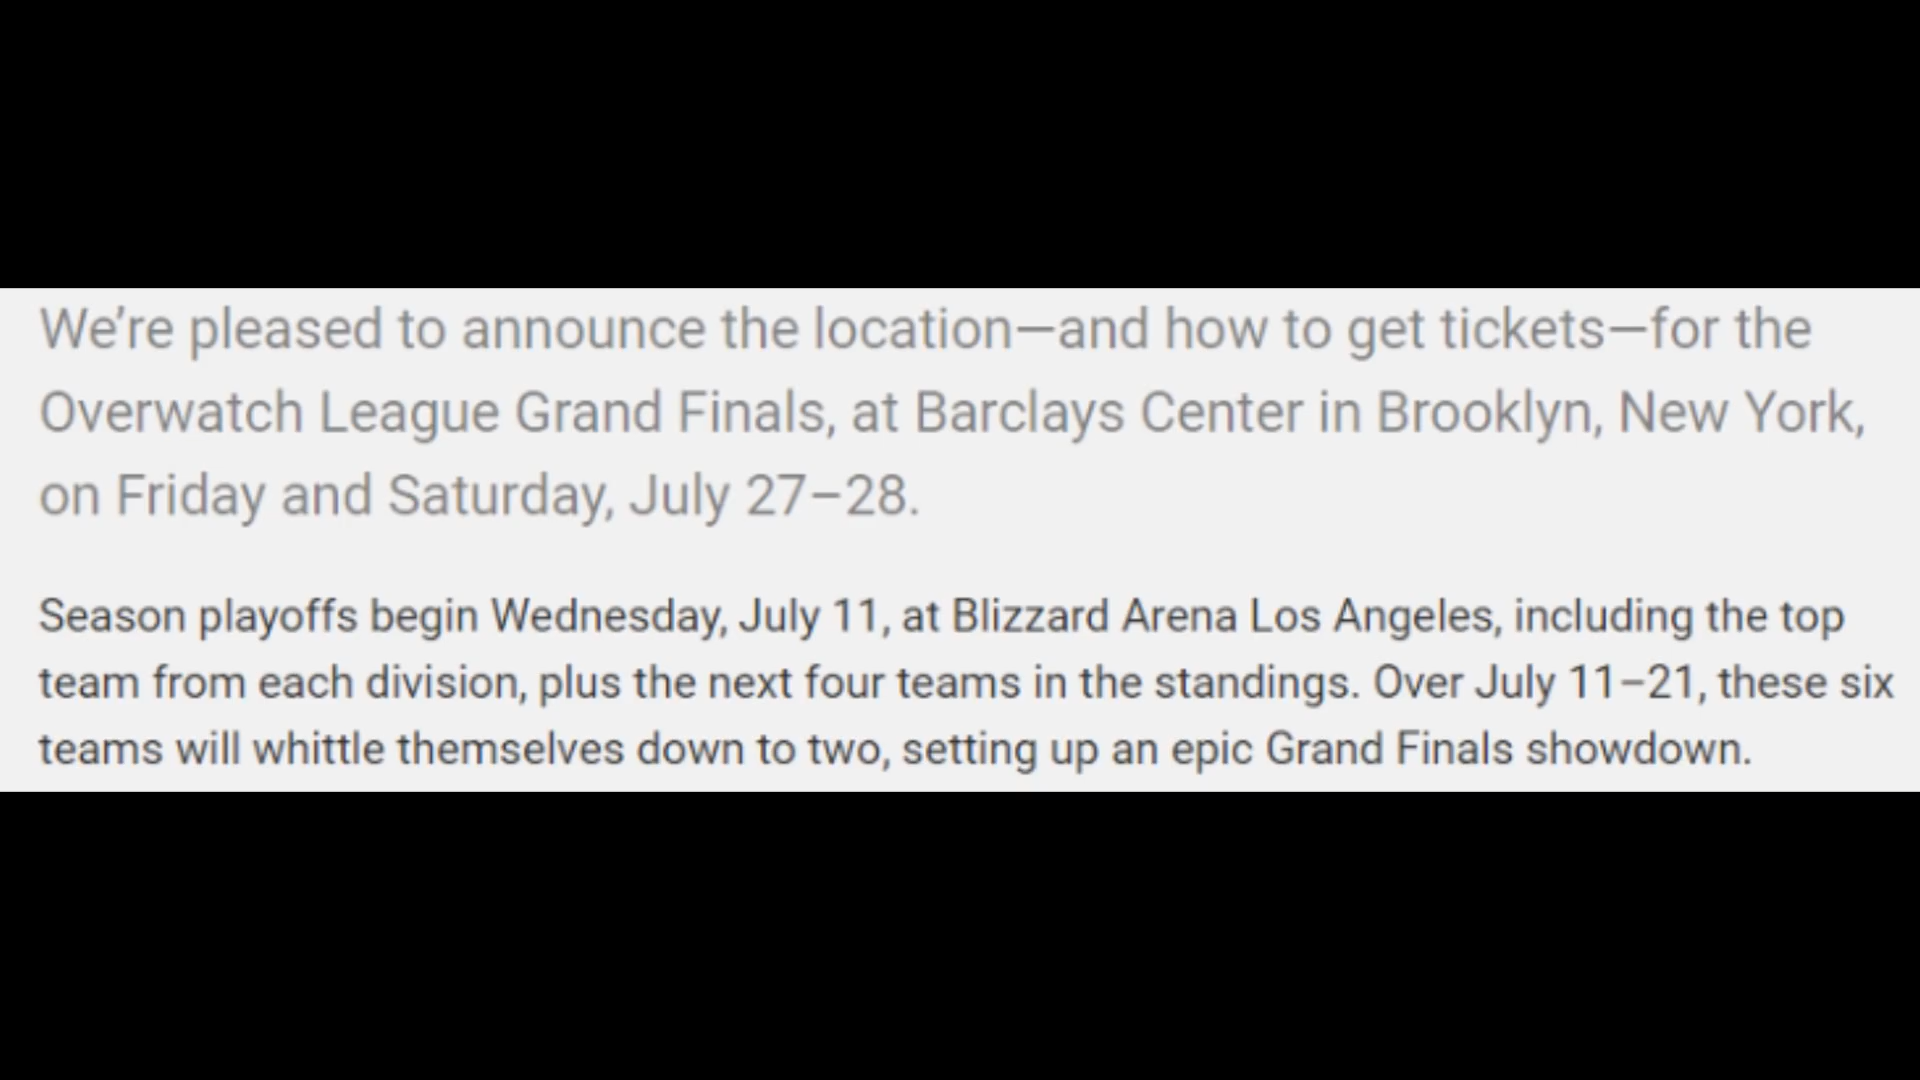 We’re pleased to announce the location—and how to get tickets—for the
Overwatch League Grand Finals, at Barclays Center in Brooklyn, New York,
on Friday and Saturday, July 27–28.
Season playoffs begin Wednesday, July 11, at Blizzard Arena Los Angeles, including the top
team from each division, plus the next four teams in the standings. Over July 11–21, these six
teams will whittle themselves down to two, setting up an epic Grand Finals showdown.